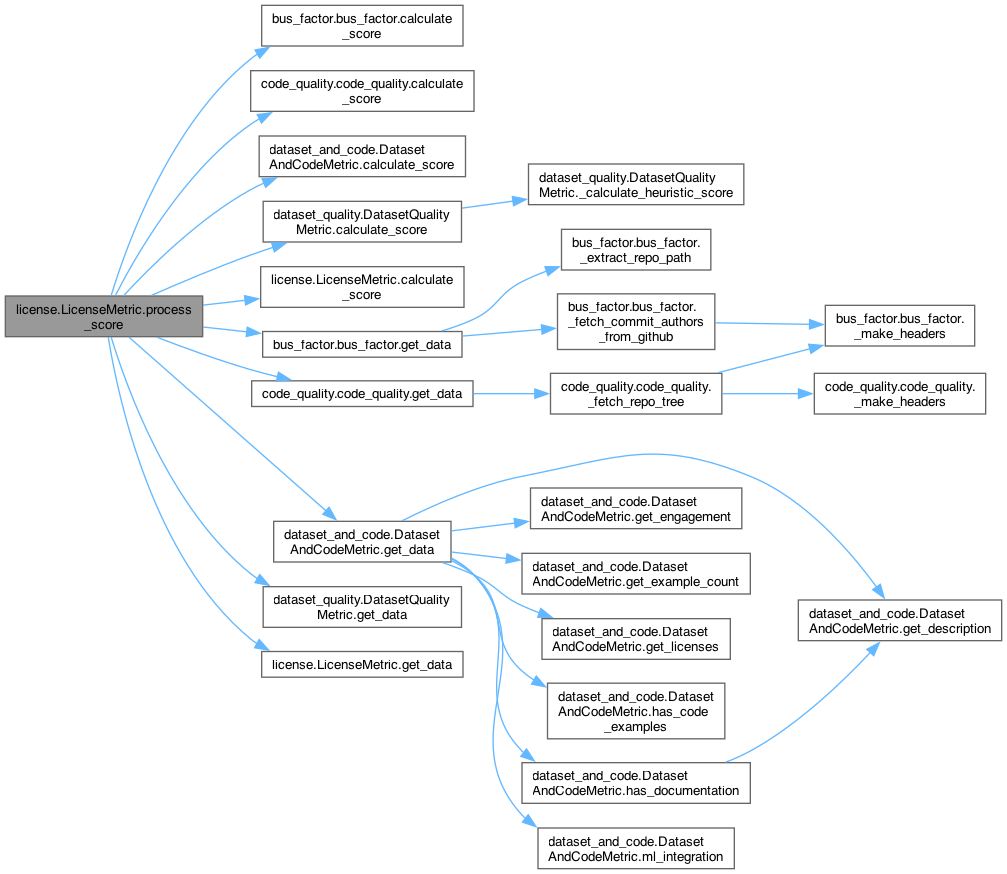 license.LicenseMetric.process
_score
bus_factor.bus_factor.calculate
_score
code_quality.code_quality.calculate
_score
dataset_and_code.Dataset
AndCodeMetric.calculate_score
dataset_quality.DatasetQuality
Metric.calculate_score
license.LicenseMetric.calculate
_score
bus_factor.bus_factor.get_data
code_quality.code_quality.get_data
dataset_and_code.Dataset
AndCodeMetric.get_data
dataset_quality.DatasetQuality
Metric.get_data
license.LicenseMetric.get_data
dataset_quality.DatasetQuality
Metric._calculate_heuristic_score
bus_factor.bus_factor.
_extract_repo_path
bus_factor.bus_factor.
_fetch_commit_authors
_from_github
code_quality.code_quality.
_fetch_repo_tree
dataset_and_code.Dataset
AndCodeMetric.get_engagement
dataset_and_code.Dataset
AndCodeMetric.get_example_count
dataset_and_code.Dataset
AndCodeMetric.get_licenses
dataset_and_code.Dataset
AndCodeMetric.has_code
_examples
dataset_and_code.Dataset
AndCodeMetric.has_documentation
dataset_and_code.Dataset
AndCodeMetric.ml_integration
bus_factor.bus_factor.
_make_headers
code_quality.code_quality.
_make_headers
dataset_and_code.Dataset
AndCodeMetric.get_description